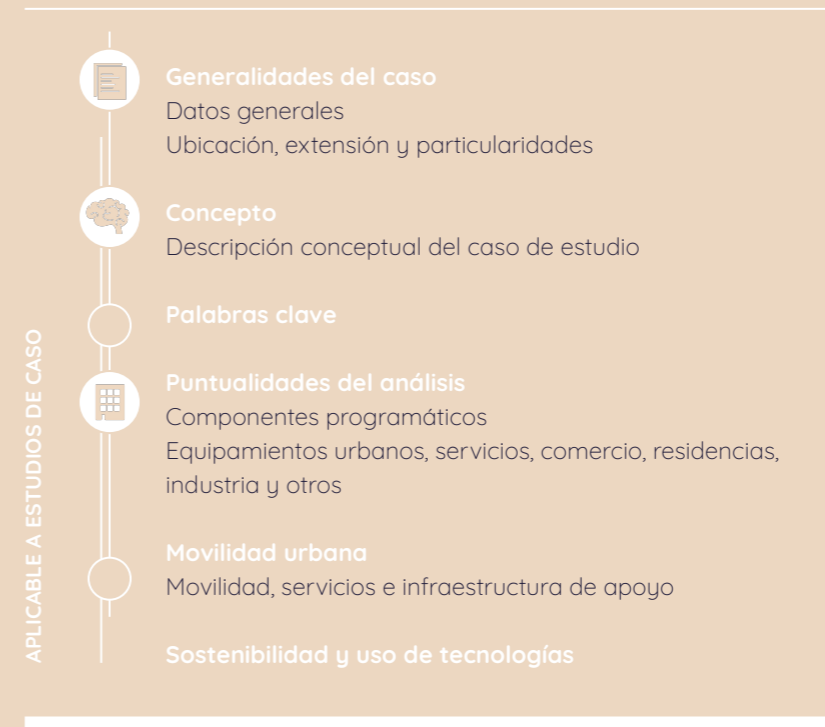 Generalidades del caso
Datos generales
Ubicación, extensión y particularidades
Concepto
Descripción conceptual del caso de estudio
Palabras clave
Puntualidades del análisis
Componentes programáticos
Equipamientos urbanos, servicios, comercio, residencias,
industria y otros
Movilidad urbana
Movilidad, servicios e infraestructura de apoyo
Sostenibilidad y uso de tecnologías
APLICABLE A ESTUDIOS DE CASO